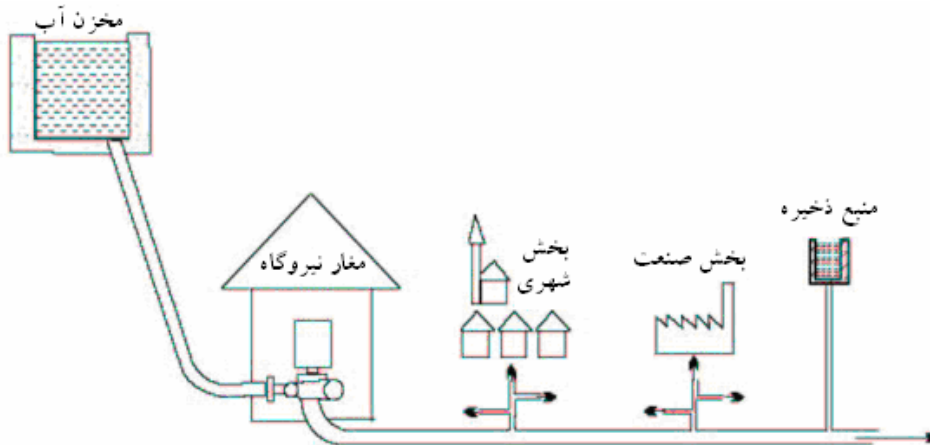 مخزن آب
منبع ذخیره
مغار نیروگاه
بخش
شهری
بخش صنعت